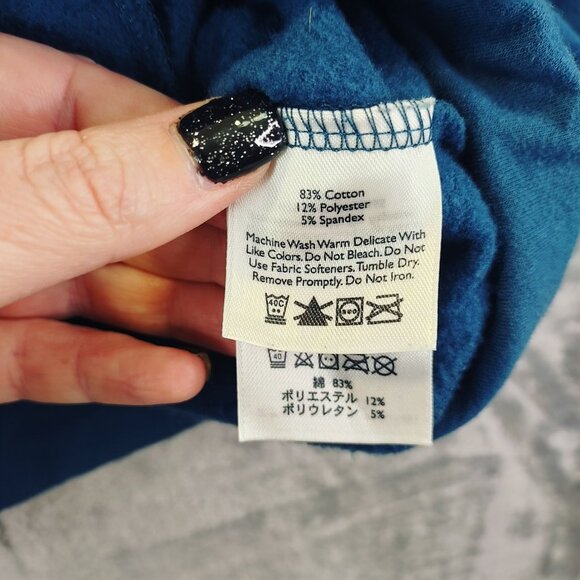 83% Cotton
12% Polyester
5% Spandex
Machine Wash Warm Delicate With
Like Colors. Do Not Bleach. Do Not
Use Fabric Softeners. Tumble Dry.
Remove Promptly. Do Not Iron.
40C
40
綿 83%
ポリエステル 12%
ポリウレタン 5%